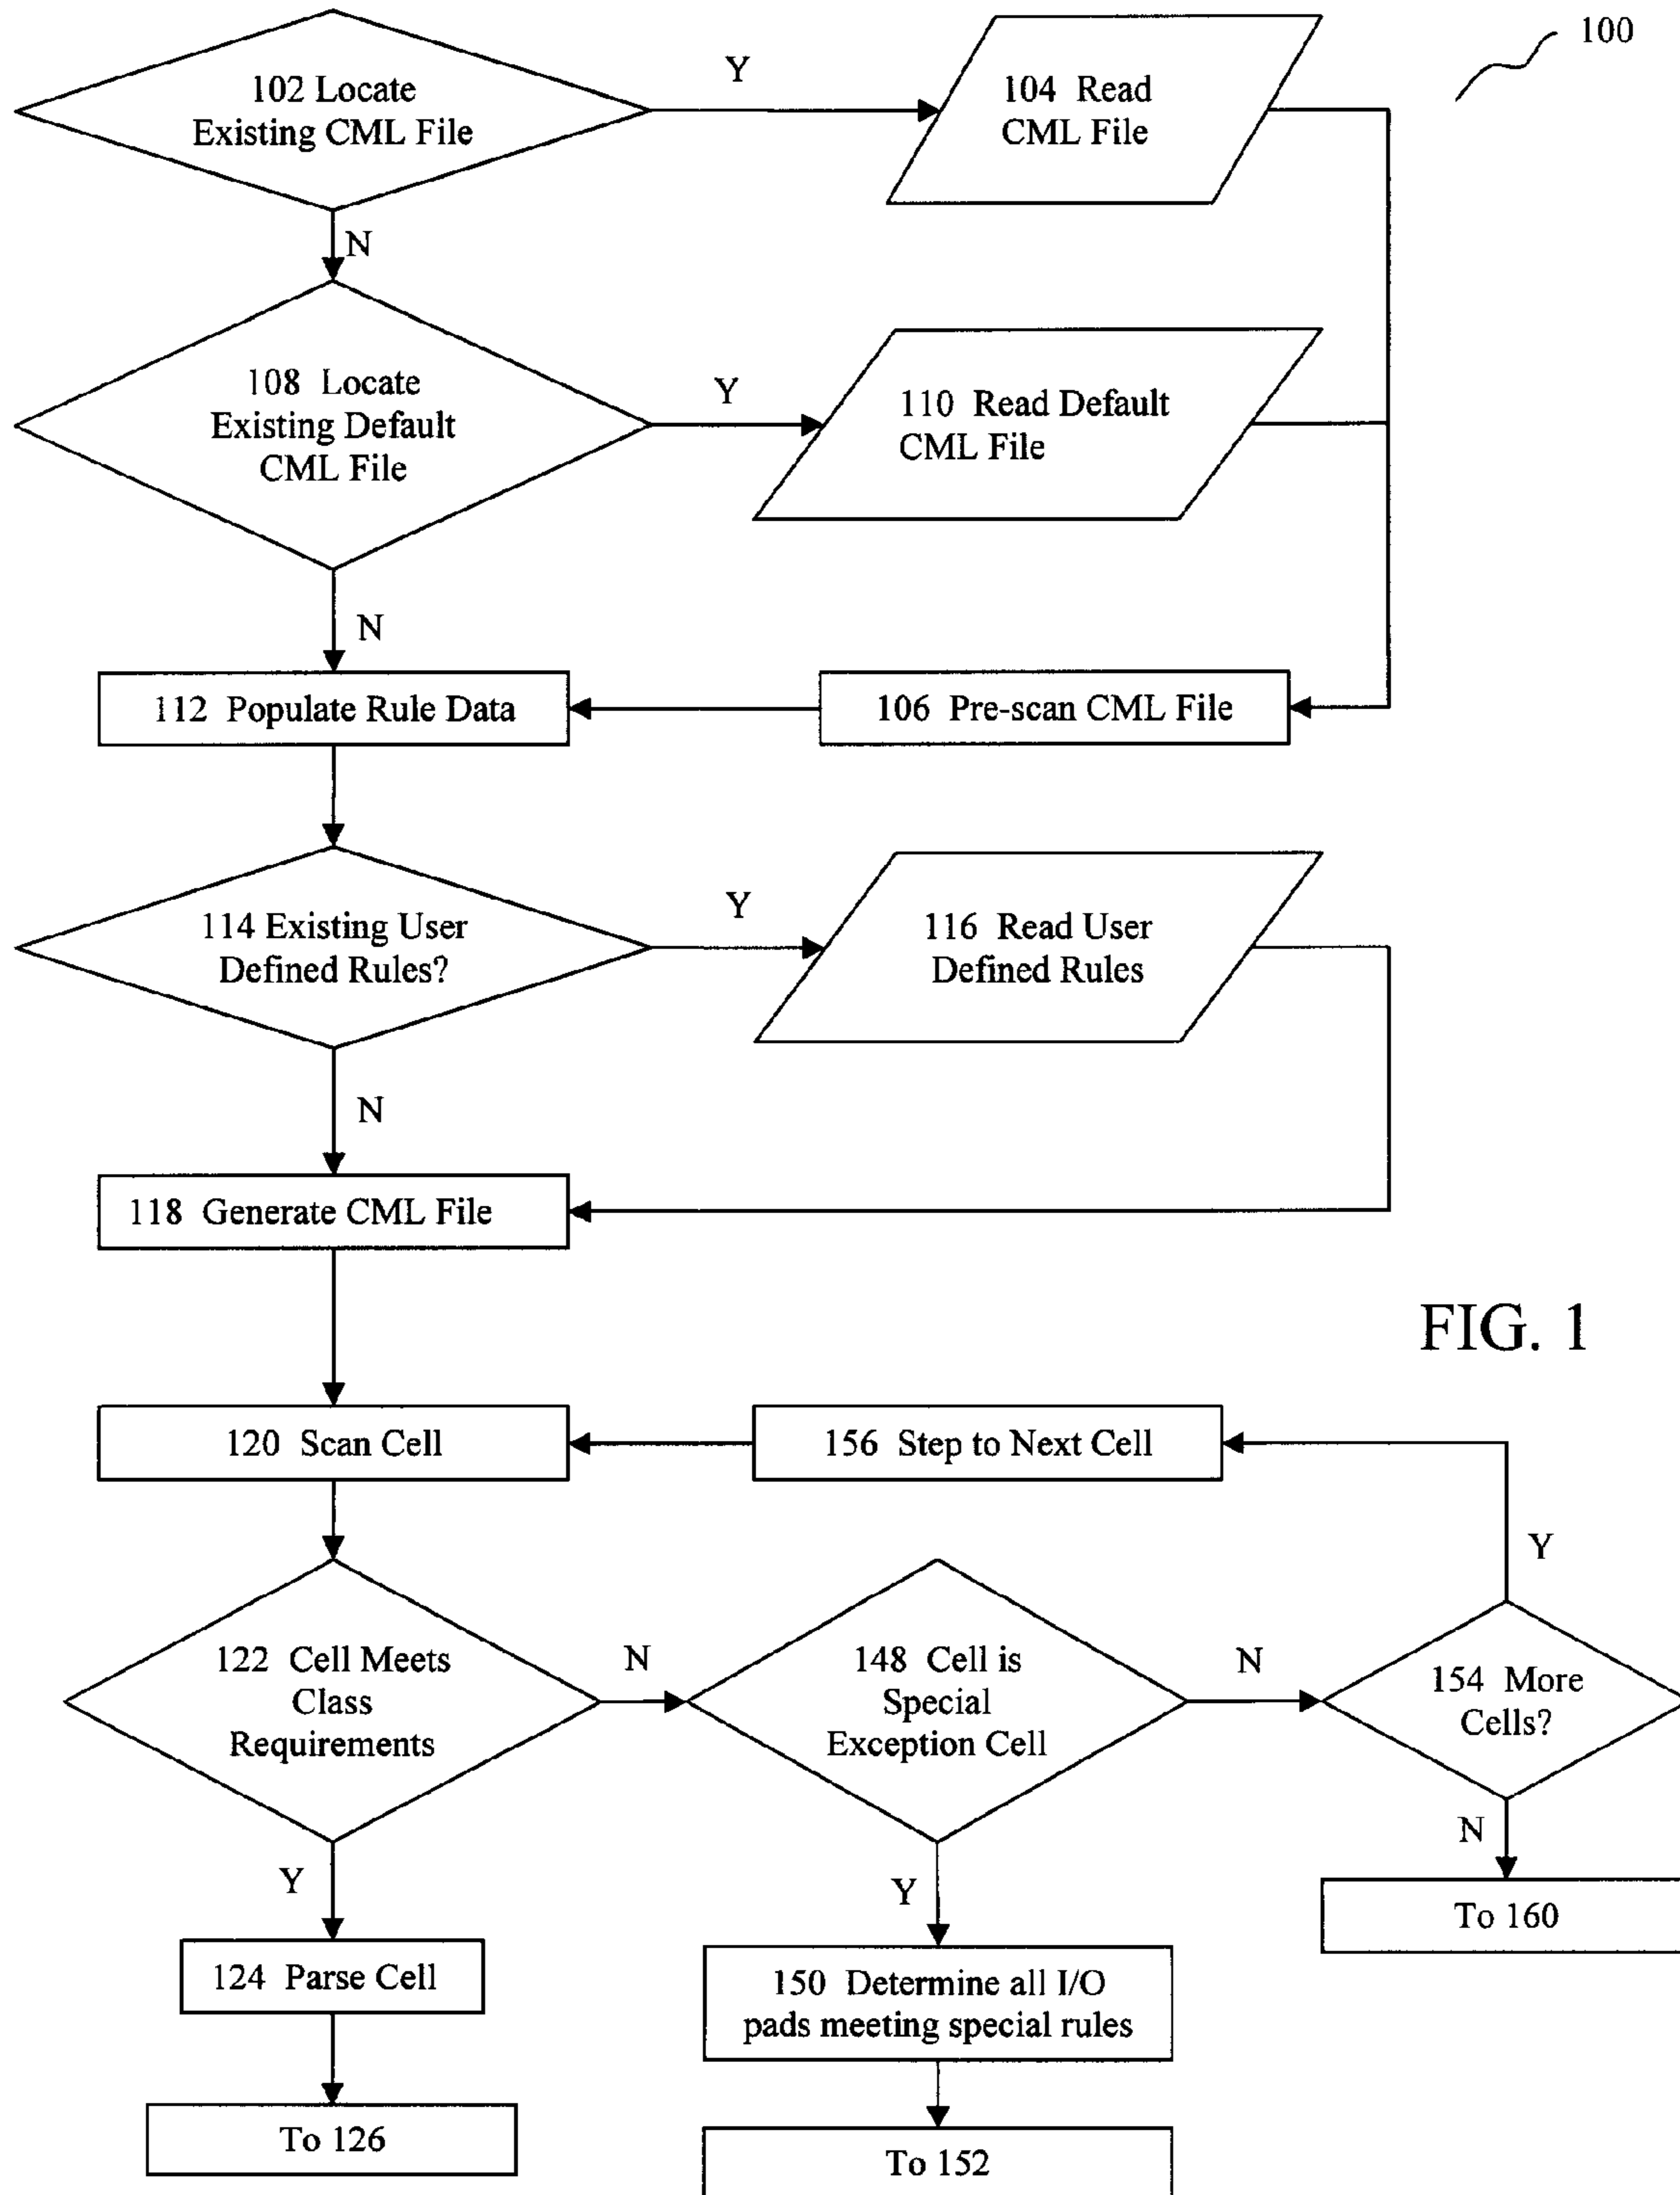 100
102 Locate
Existing CML File
Y
104 Read
CML File
N
108 Locate
Existing Default
CML File
Y
110 Read Default
CML File
N
112 Populate Rule Data
106 Pre-scan CML File
114 Existing User
Defined Rules?
Y
116 Read User
Defined Rules
N
118 Generate CML File
FIG. 1
120 Scan Cell
156 Step to Next Cell
Y
122 Cell Meets
Class
Requirements
N
148 Cell is
Special
Exception Cell
N
154 More
Cells?
Y
Y
N
To 160
124 Parse Cell
150 Determine all I/O
pads meeting special rules
To 126
To 152